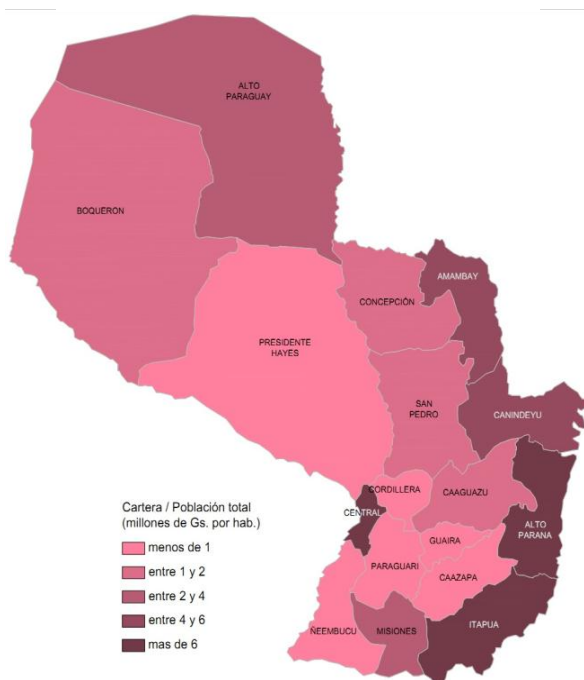 ALTO
PARAGUAY
BOQUERON
AMAMBAY
CONCEPCIÓN
PRESIDENTE
HAYES
SAN
PEDRO
CANINDEYU
CORDILLERA
CAAGUAZU
CENTRAL
ALTO
PARANA
GUAIRA
PARAGUARI
CAAZAPA
ITAPUA
ÑEEMBUCU
MISIONES
Cartera / Población total
(millones de Gs. por hab.)
menos de 1
entre 1 y 2
entre 2 y 4
entre 4 y 6
mas de 6